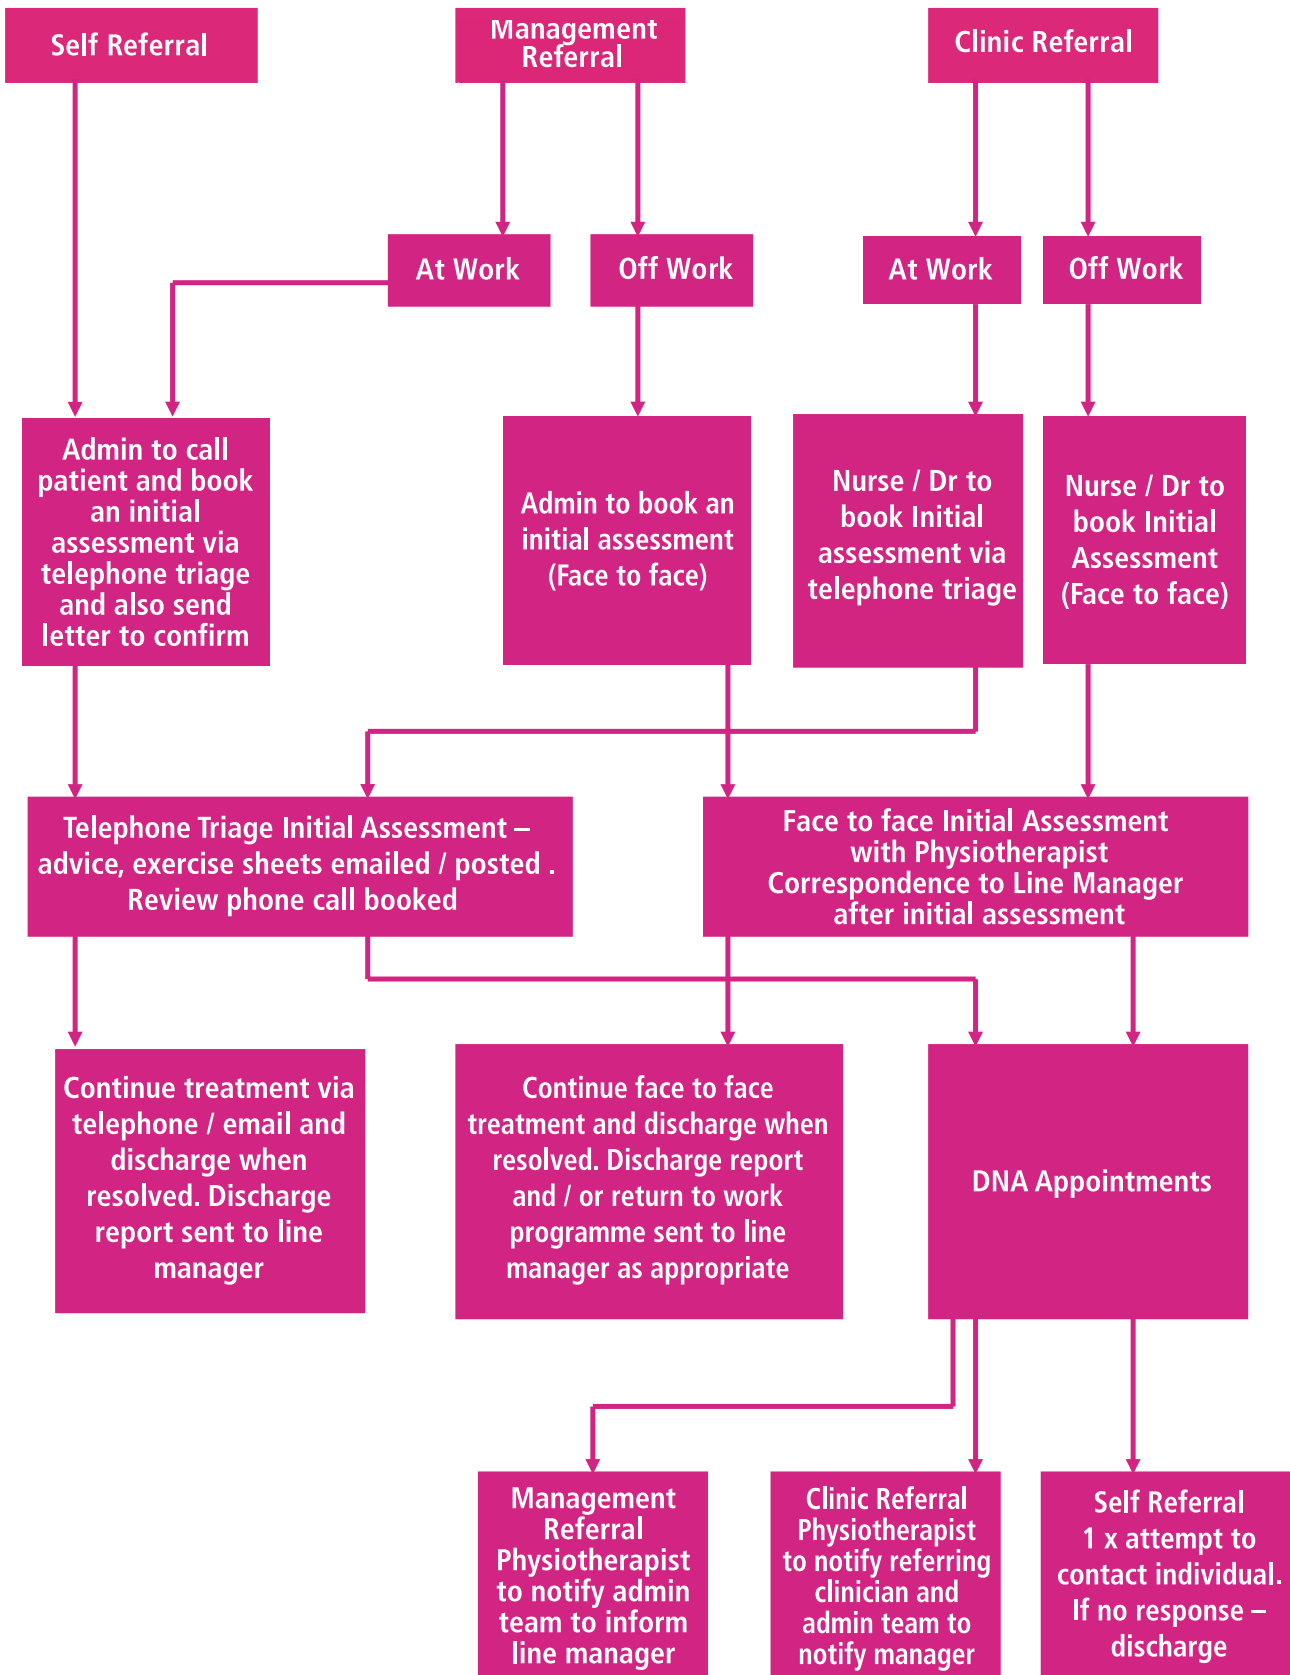 Self Referral
Management
Referral
Clinic Referral
At Work
Off Work
At Work
Off Work
Admin to call
patient and book
an initial
assessment via
telephone triage
and also send
letter to confirm
Admin to book an
initial assessment
(Face to face)
Nurse / Dr to
book Initial
assessment via
telephone triage
Nurse / Dr to
book Initial
Assessment
(Face to face)
Telephone Triage Initial Assessment –
advice, exercise sheets emailed / posted .
Review phone call booked
Face to face Initial Assessment
with Physiotherapist
Correspondence to Line Manager
after initial assessment
Continue treatment via
telephone / email and
discharge when
resolved. Discharge
report sent to line
manager
Continue face to face
treatment and discharge when
resolved. Discharge report
and / or return to work
programme sent to line
manager as appropriate
DNA Appointments
Management
Referral
Physiotherapist
to notify admin
team to inform
line manager
Clinic Referral
Physiotherapist
to notify referring
clinician and
admin team to
notify manager
Self Referral
1 x attempt to
contact individual.
If no response –
discharge